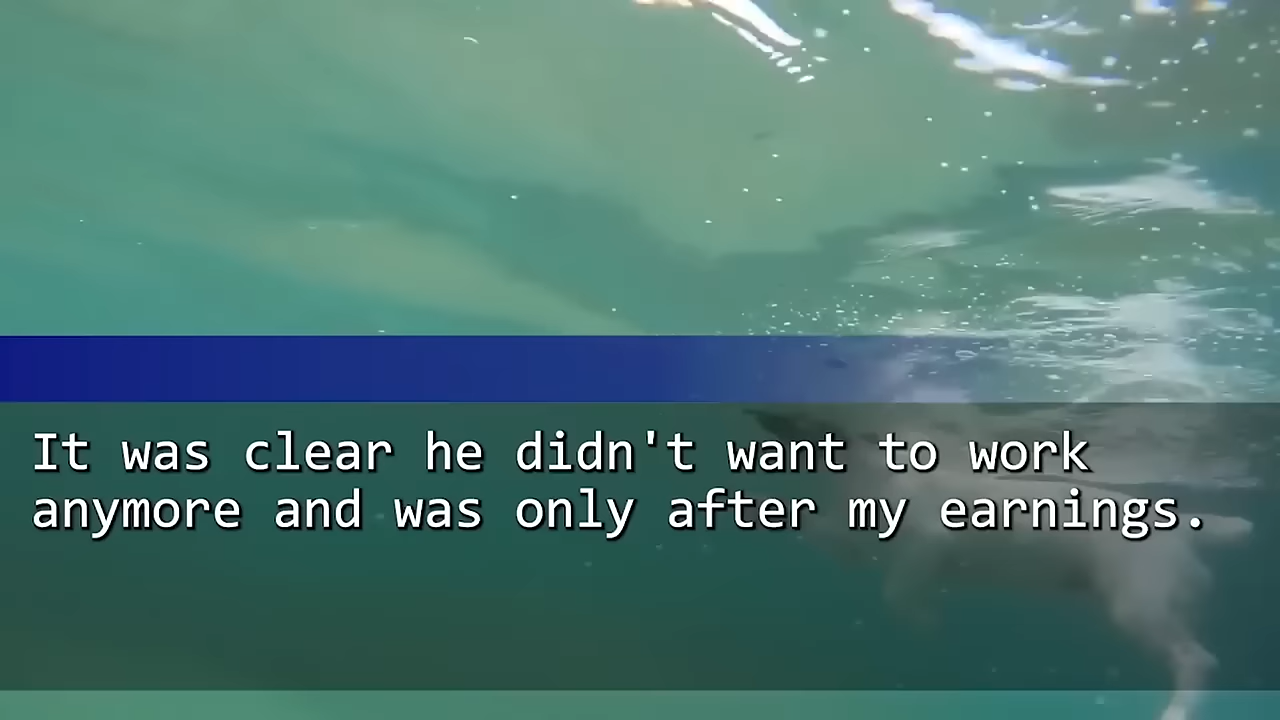 It was clear he didn't want to work
anymore and was only after my earnings.